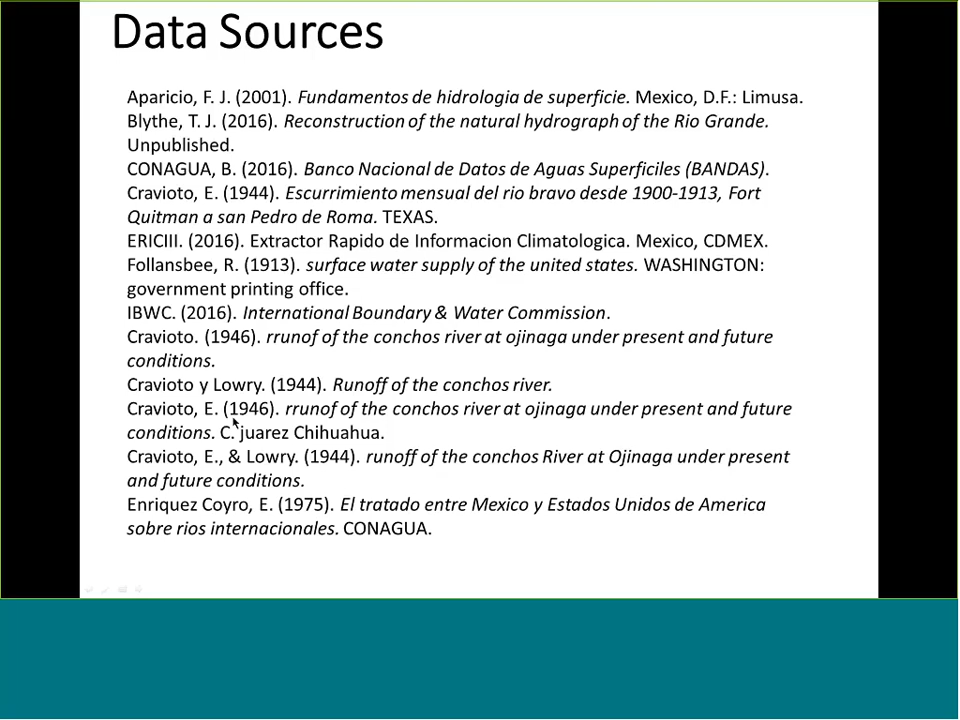 Data Sources
Aparicio, F. J. (2001). Fundamentos de hidrologia de superficie. Mexico, D.F.: Limusa.
Blythe, T. J. (2016). Reconstruction of the natural hydrograph of the Rio Grande.
Unpublished.
CONAGUA, B. (2016). Banco Nacional de Datos de Aguas Superficiles (BANDAS).
Cravioto, E. (1944). Escurrimiento mensual del rio bravo desde 1900-1913, Fort
Quitman a san Pedro de Roma. TEXAS.
ERICIII. (2016). Extractor Rapido de Informacion Climatologica. Mexico, CDMEX.
Follansbee, R. (1913). surface water supply of the united states. WASHINGTON:
government printing office.
IBWC. (2016). International Boundary & Water Commission.
Cravioto. (1946). rrunof of the conchos river at ojinaga under present and future
conditions.
Cravioto y Lowry. (1944). Runoff of the conchos river.
Cravioto, E. (1946). rrunof of the conchos river at ojinaga under present and future
conditions. C. juarez Chihuahua.
Cravioto, E., & Lowry. (1944). runoff of the conchos River at Ojinaga under present
and future conditions.
Enriquez Coyro, E. (1975). El tratado entre Mexico y Estados Unidos de America
sobre rios internacionales. CONAGUA.